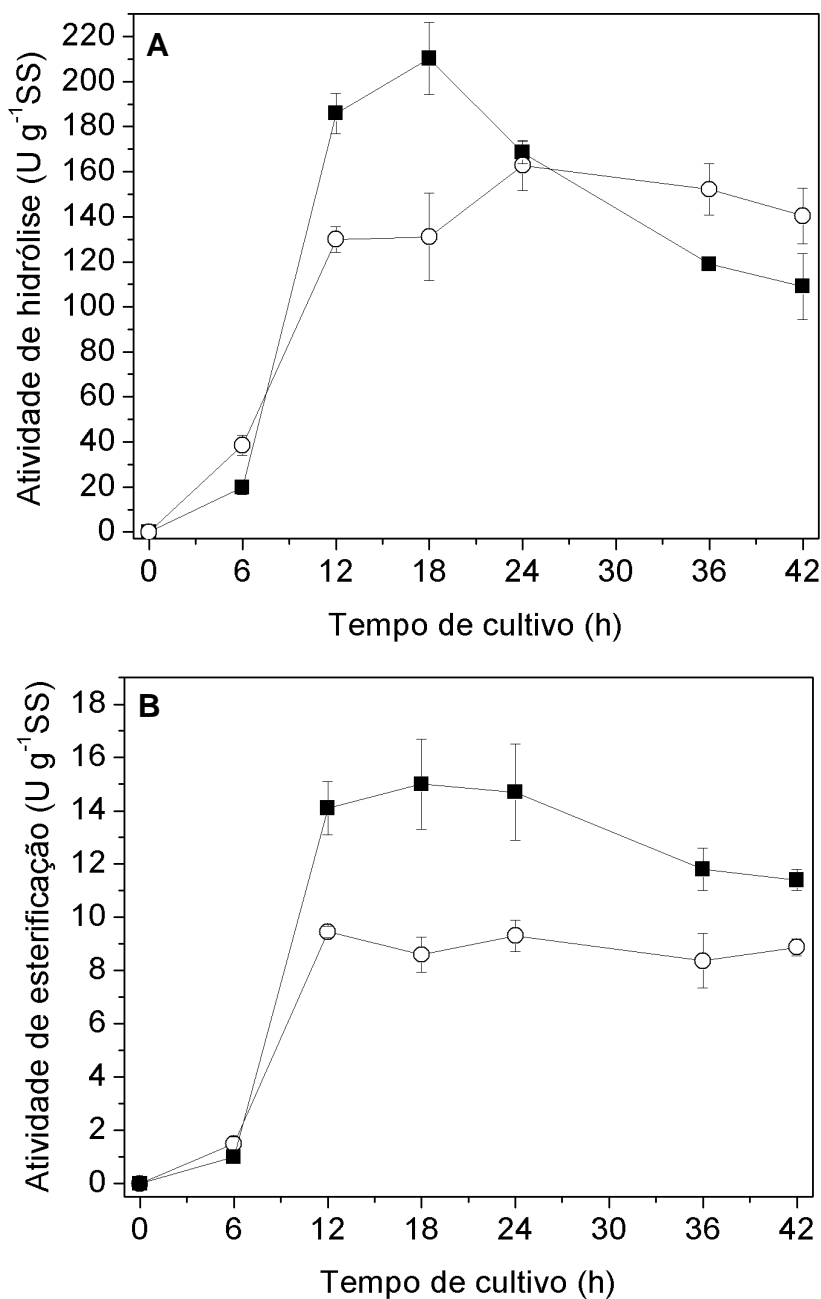 A
Atividade de hidrólise (U g⁻¹SS)
220
200
180
160
140
120
100
80
60
40
20
0
0 6 12 18 24 30 36 42
Tempo de cultivo (h)
B
Atividade de esterificação (U g⁻¹SS)
18
16
14
12
10
8
6
4
2
0
0 6 12 18 24 30 36 42
Tempo de cultivo (h)